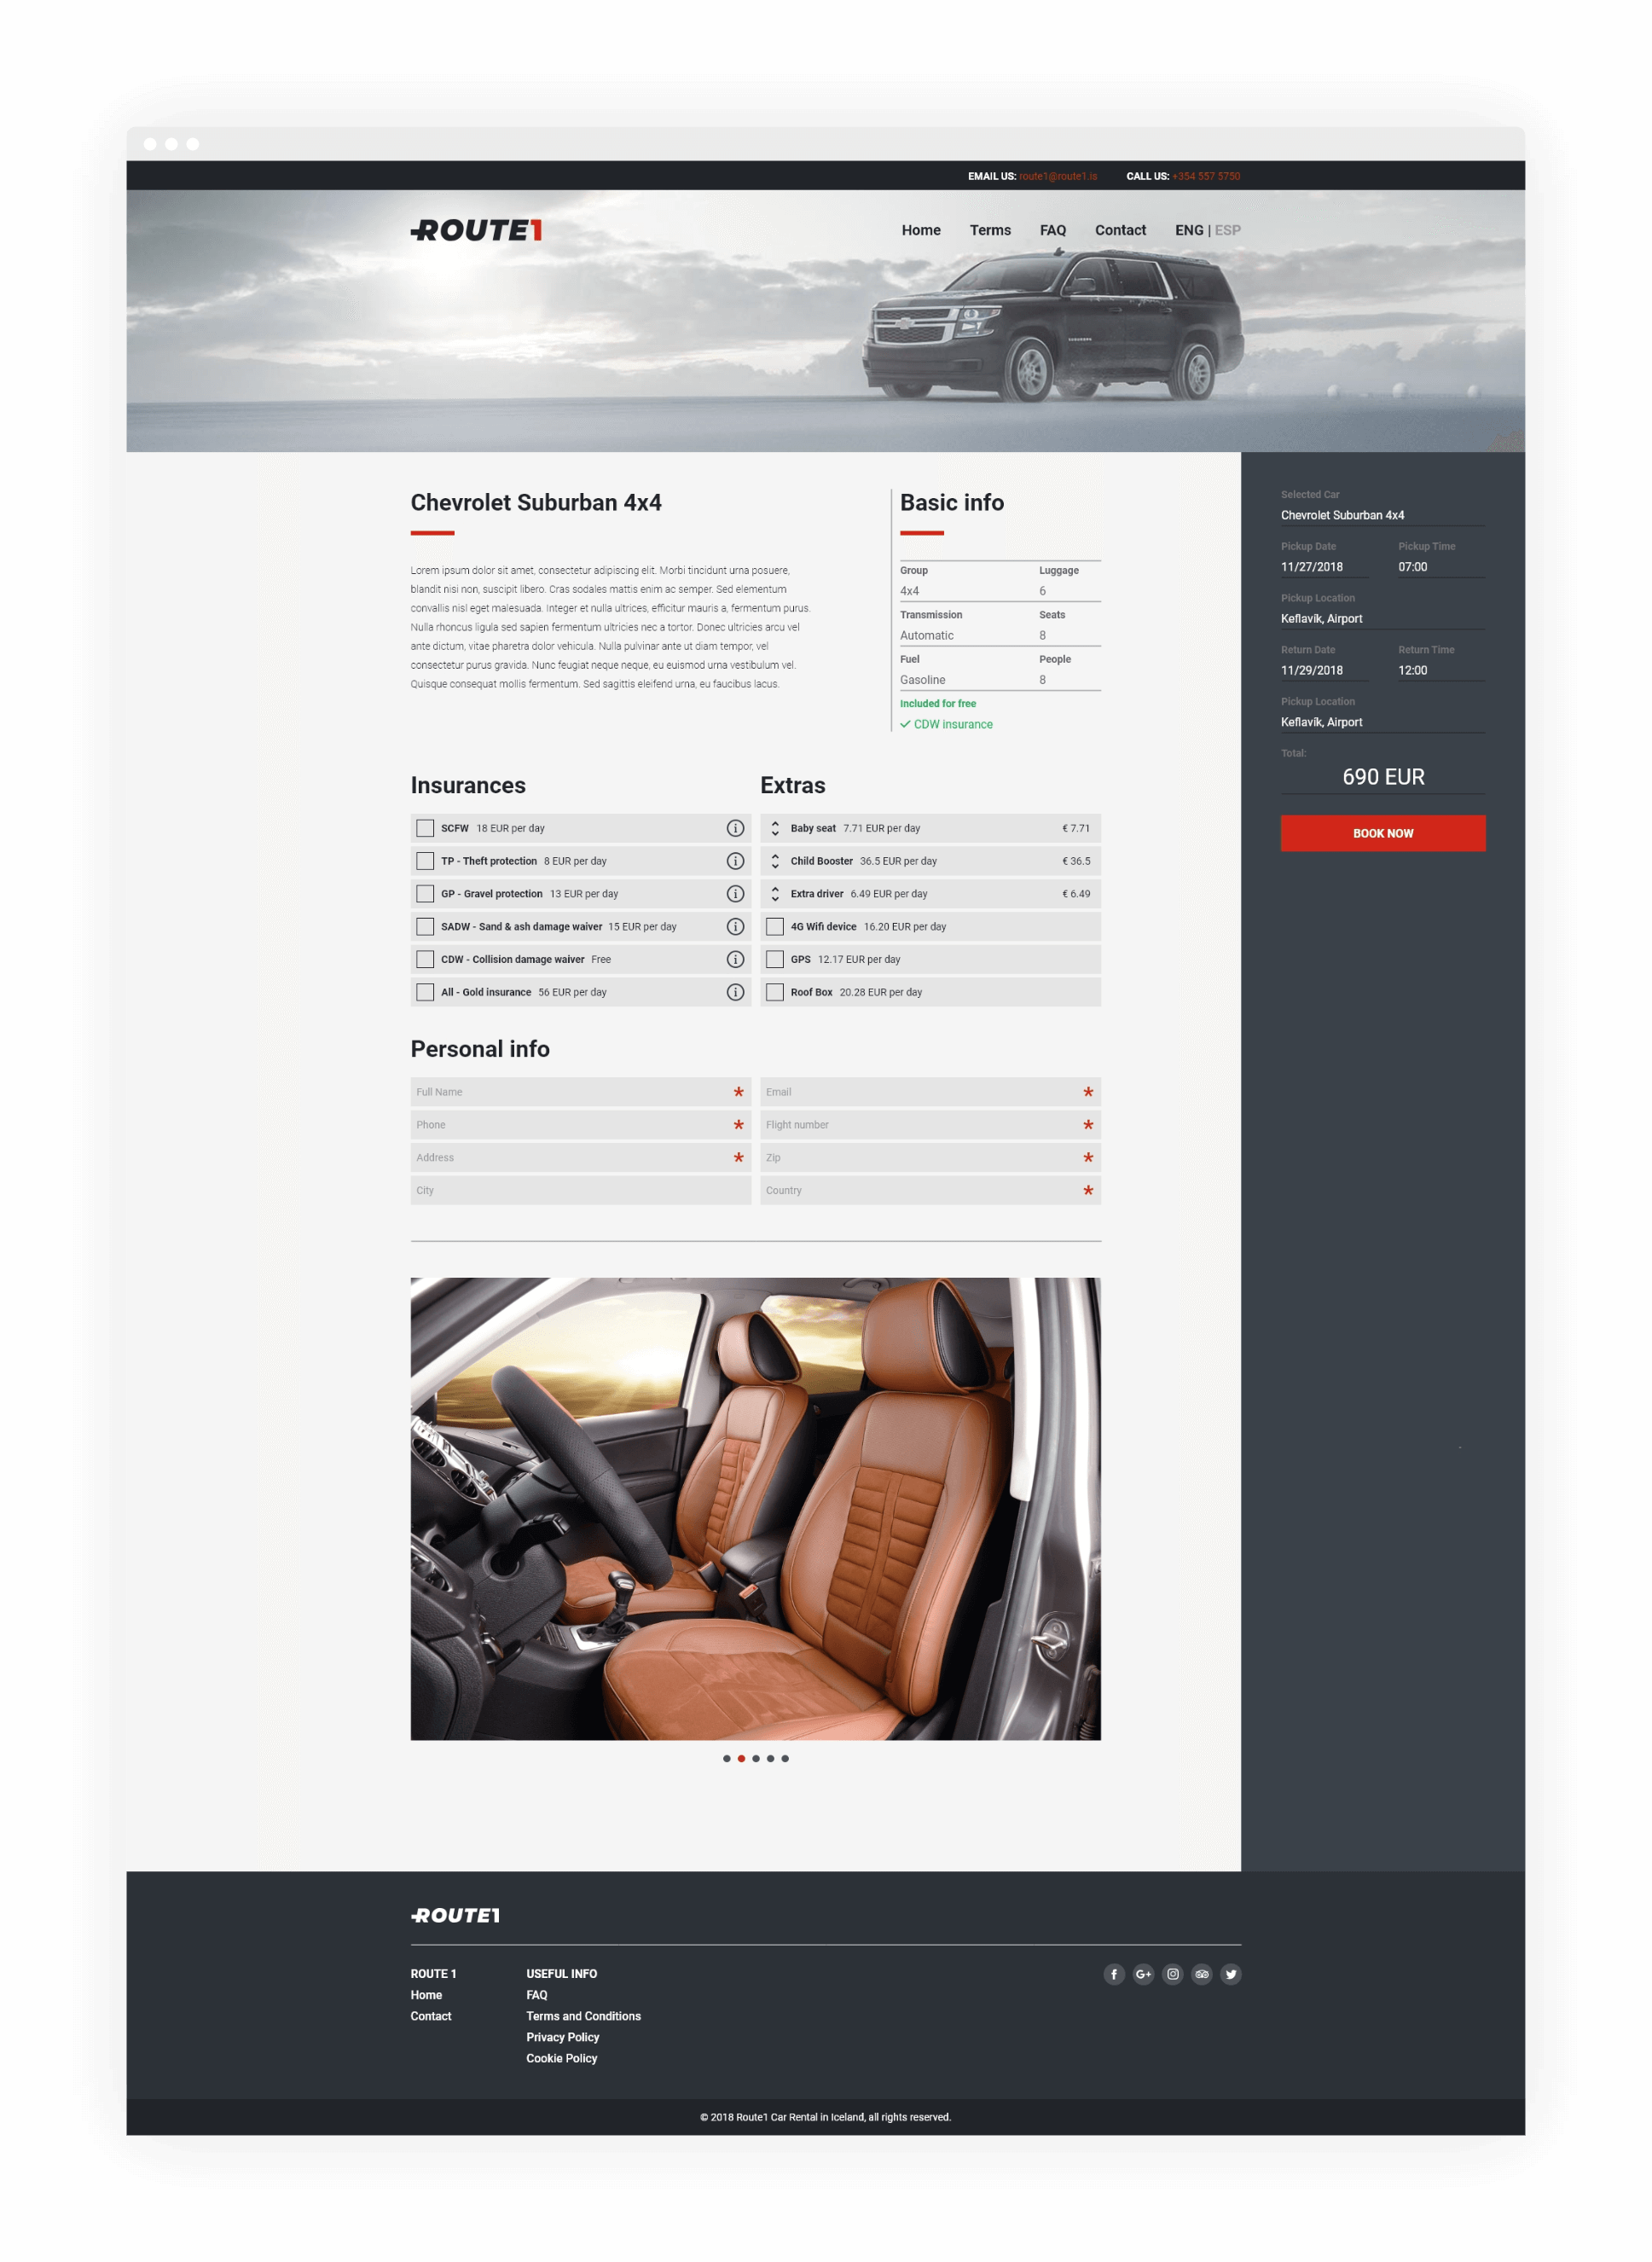 EMAIL US: route1@route1.is CALL US: +354 557 5750
ROUTE1
Home Terms FAQ Contact ENG | ESP
Chevrolet Suburban 4x4
Lorem ipsum dolor sit amet, consectetur adipiscing elit. Morbi tincidunt urna posuere,
blandit nisi non, suscipit libero. Cras sodales mattis enim ac semper. Sed elementum
convallis nisl eget malesuada. Integer et nulla ultrices, efficitur mauris a, fermentum purus.
Nulla rhoncus ligula sed sapien fermentum ultricies nec a tortor. Donec ultricies arcu vel
ante dictum, vitae pharetra dolor vehicula. Nulla pulvinar ante ut diam tempor, vel
consectetur purus gravida. Nunc feugiat neque neque, eu euismod urna vestibulum vel.
Quisque consequat mollis fermentum. Sed sagittis eleifend urna, eu faucibus lacus.
Basic info
Group Luggage
4x4 6
Transmission Seats
Automatic 8
Fuel People
Gasoline 8
Included for free
CDW insurance
Selected Car
Chevrolet Suburban 4x4
Pickup Date Pickup Time
11/27/2018 07:00
Pickup Location
Keflavík, Airport
Return Date Return Time
11/29/2018 12:00
Pickup Location
Keflavík, Airport
Total:
690 EUR
BOOK NOW
Insurances
SCFW 18 EUR per day
TP - Theft protection 8 EUR per day
GP - Gravel protection 13 EUR per day
SADW - Sand & ash damage waiver 15 EUR per day
CDW - Collision damage waiver Free
All - Gold insurance 56 EUR per day
Extras
Baby seat 7.71 EUR per day € 7.71
Child Booster 36.5 EUR per day € 36.5
Extra driver 6.49 EUR per day € 6.49
4G Wifi device 16.20 EUR per day
GPS 12.17 EUR per day
Roof Box 20.28 EUR per day
Personal info
Full Name * Email *
Phone * Flight number *
Address * Zip *
City Country *
ROUTE1
ROUTE 1
Home
Contact
USEFUL INFO
FAQ
Terms and Conditions
Privacy Policy
Cookie Policy
© 2018 Route1 Car Rental in Iceland, all rights reserved.